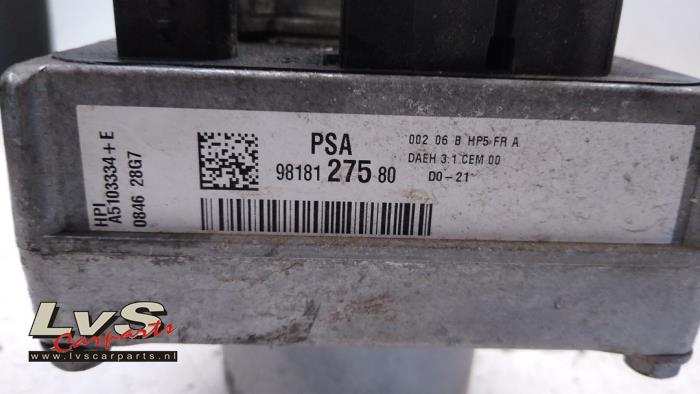 HPI
A5103334+E
0846 28G7
PSA
98181 275 80
002 06 B HP5-FR A
DAEH 3.1 CEM 00
D0-21
LvS
Carparts
www.lvscarparts.nl